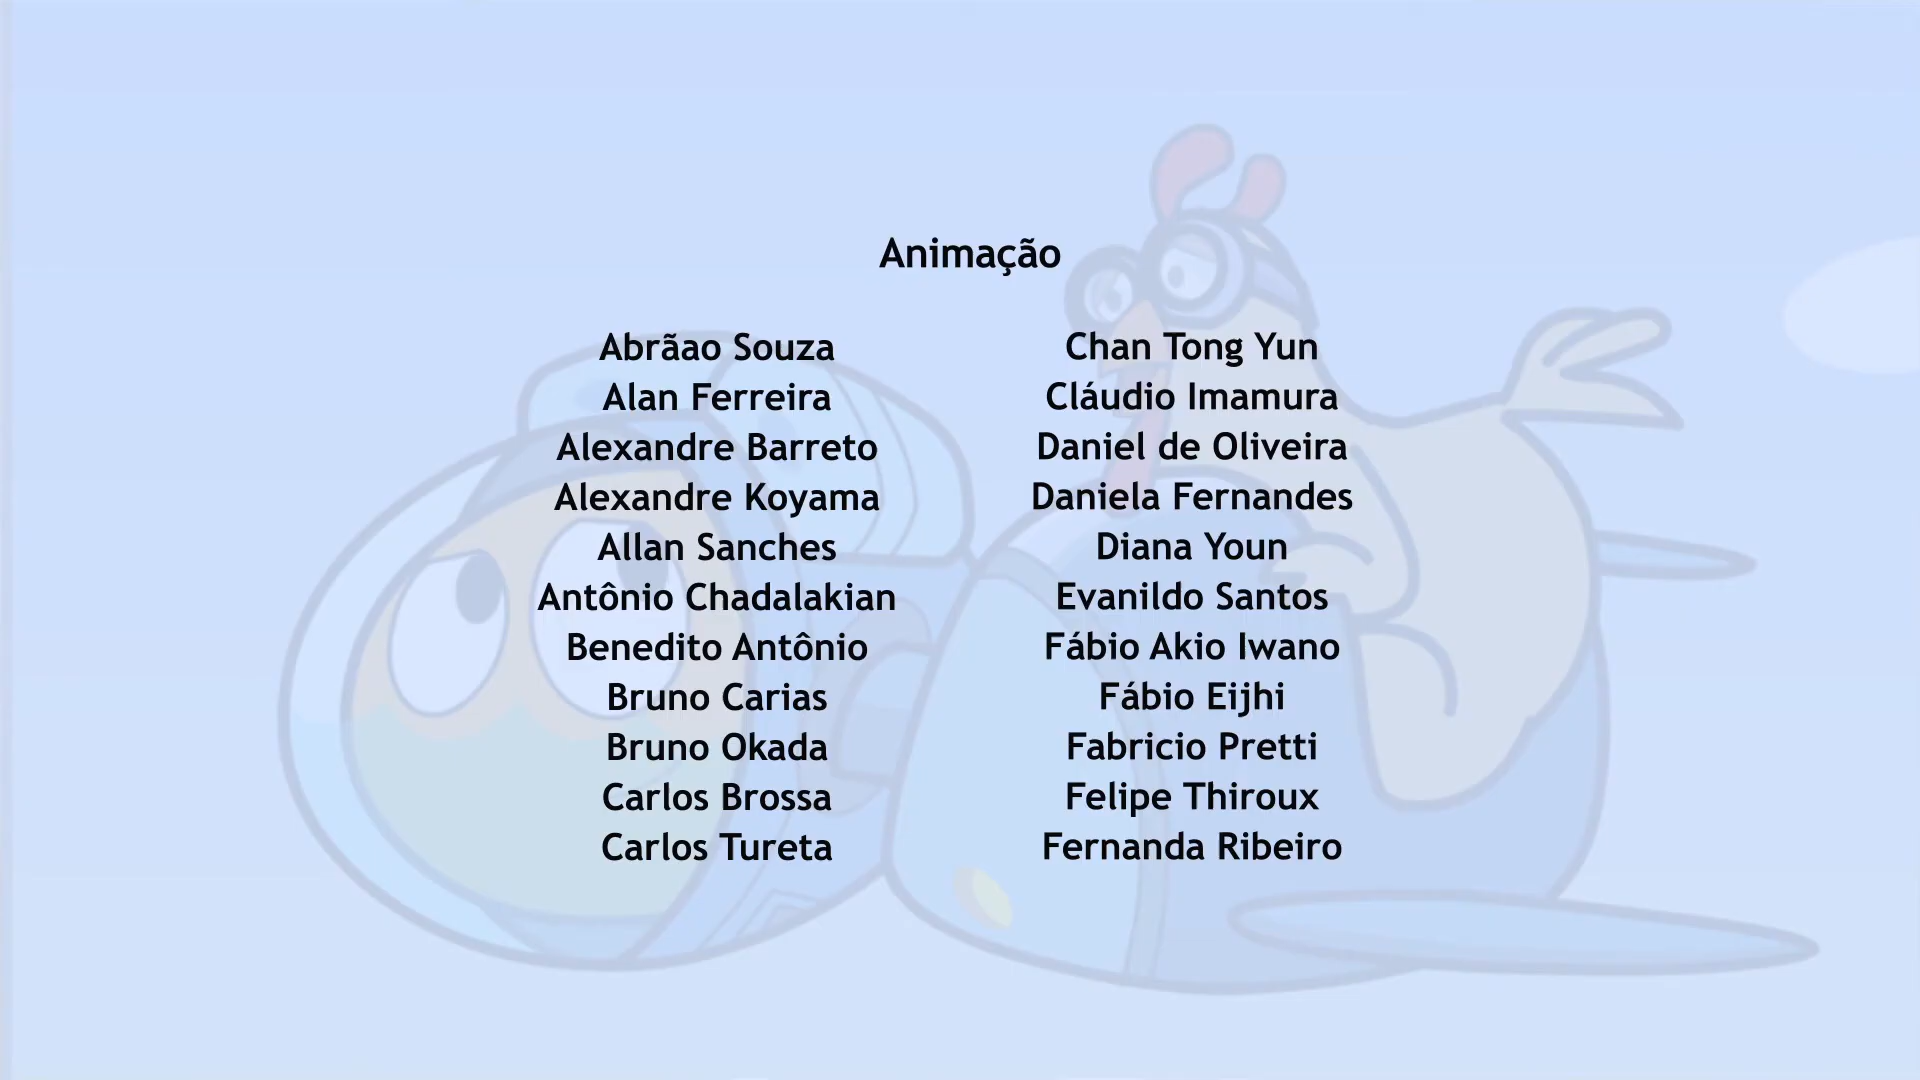 Animação
Abrãao Souza
Alan Ferreira
Alexandre Barreto
Alexandre Koyama
Allan Sanches
Antônio Chadalakian
Benedito Antônio
Bruno Carias
Bruno Okada
Carlos Brossa
Carlos Tureta
Chan Tong Yun
Cláudio Imamura
Daniel de Oliveira
Daniela Fernandes
Diana Youn
Evanildo Santos
Fábio Akio Iwano
Fábio Eijhi
Fabricio Pretti
Felipe Thiroux
Fernanda Ribeiro